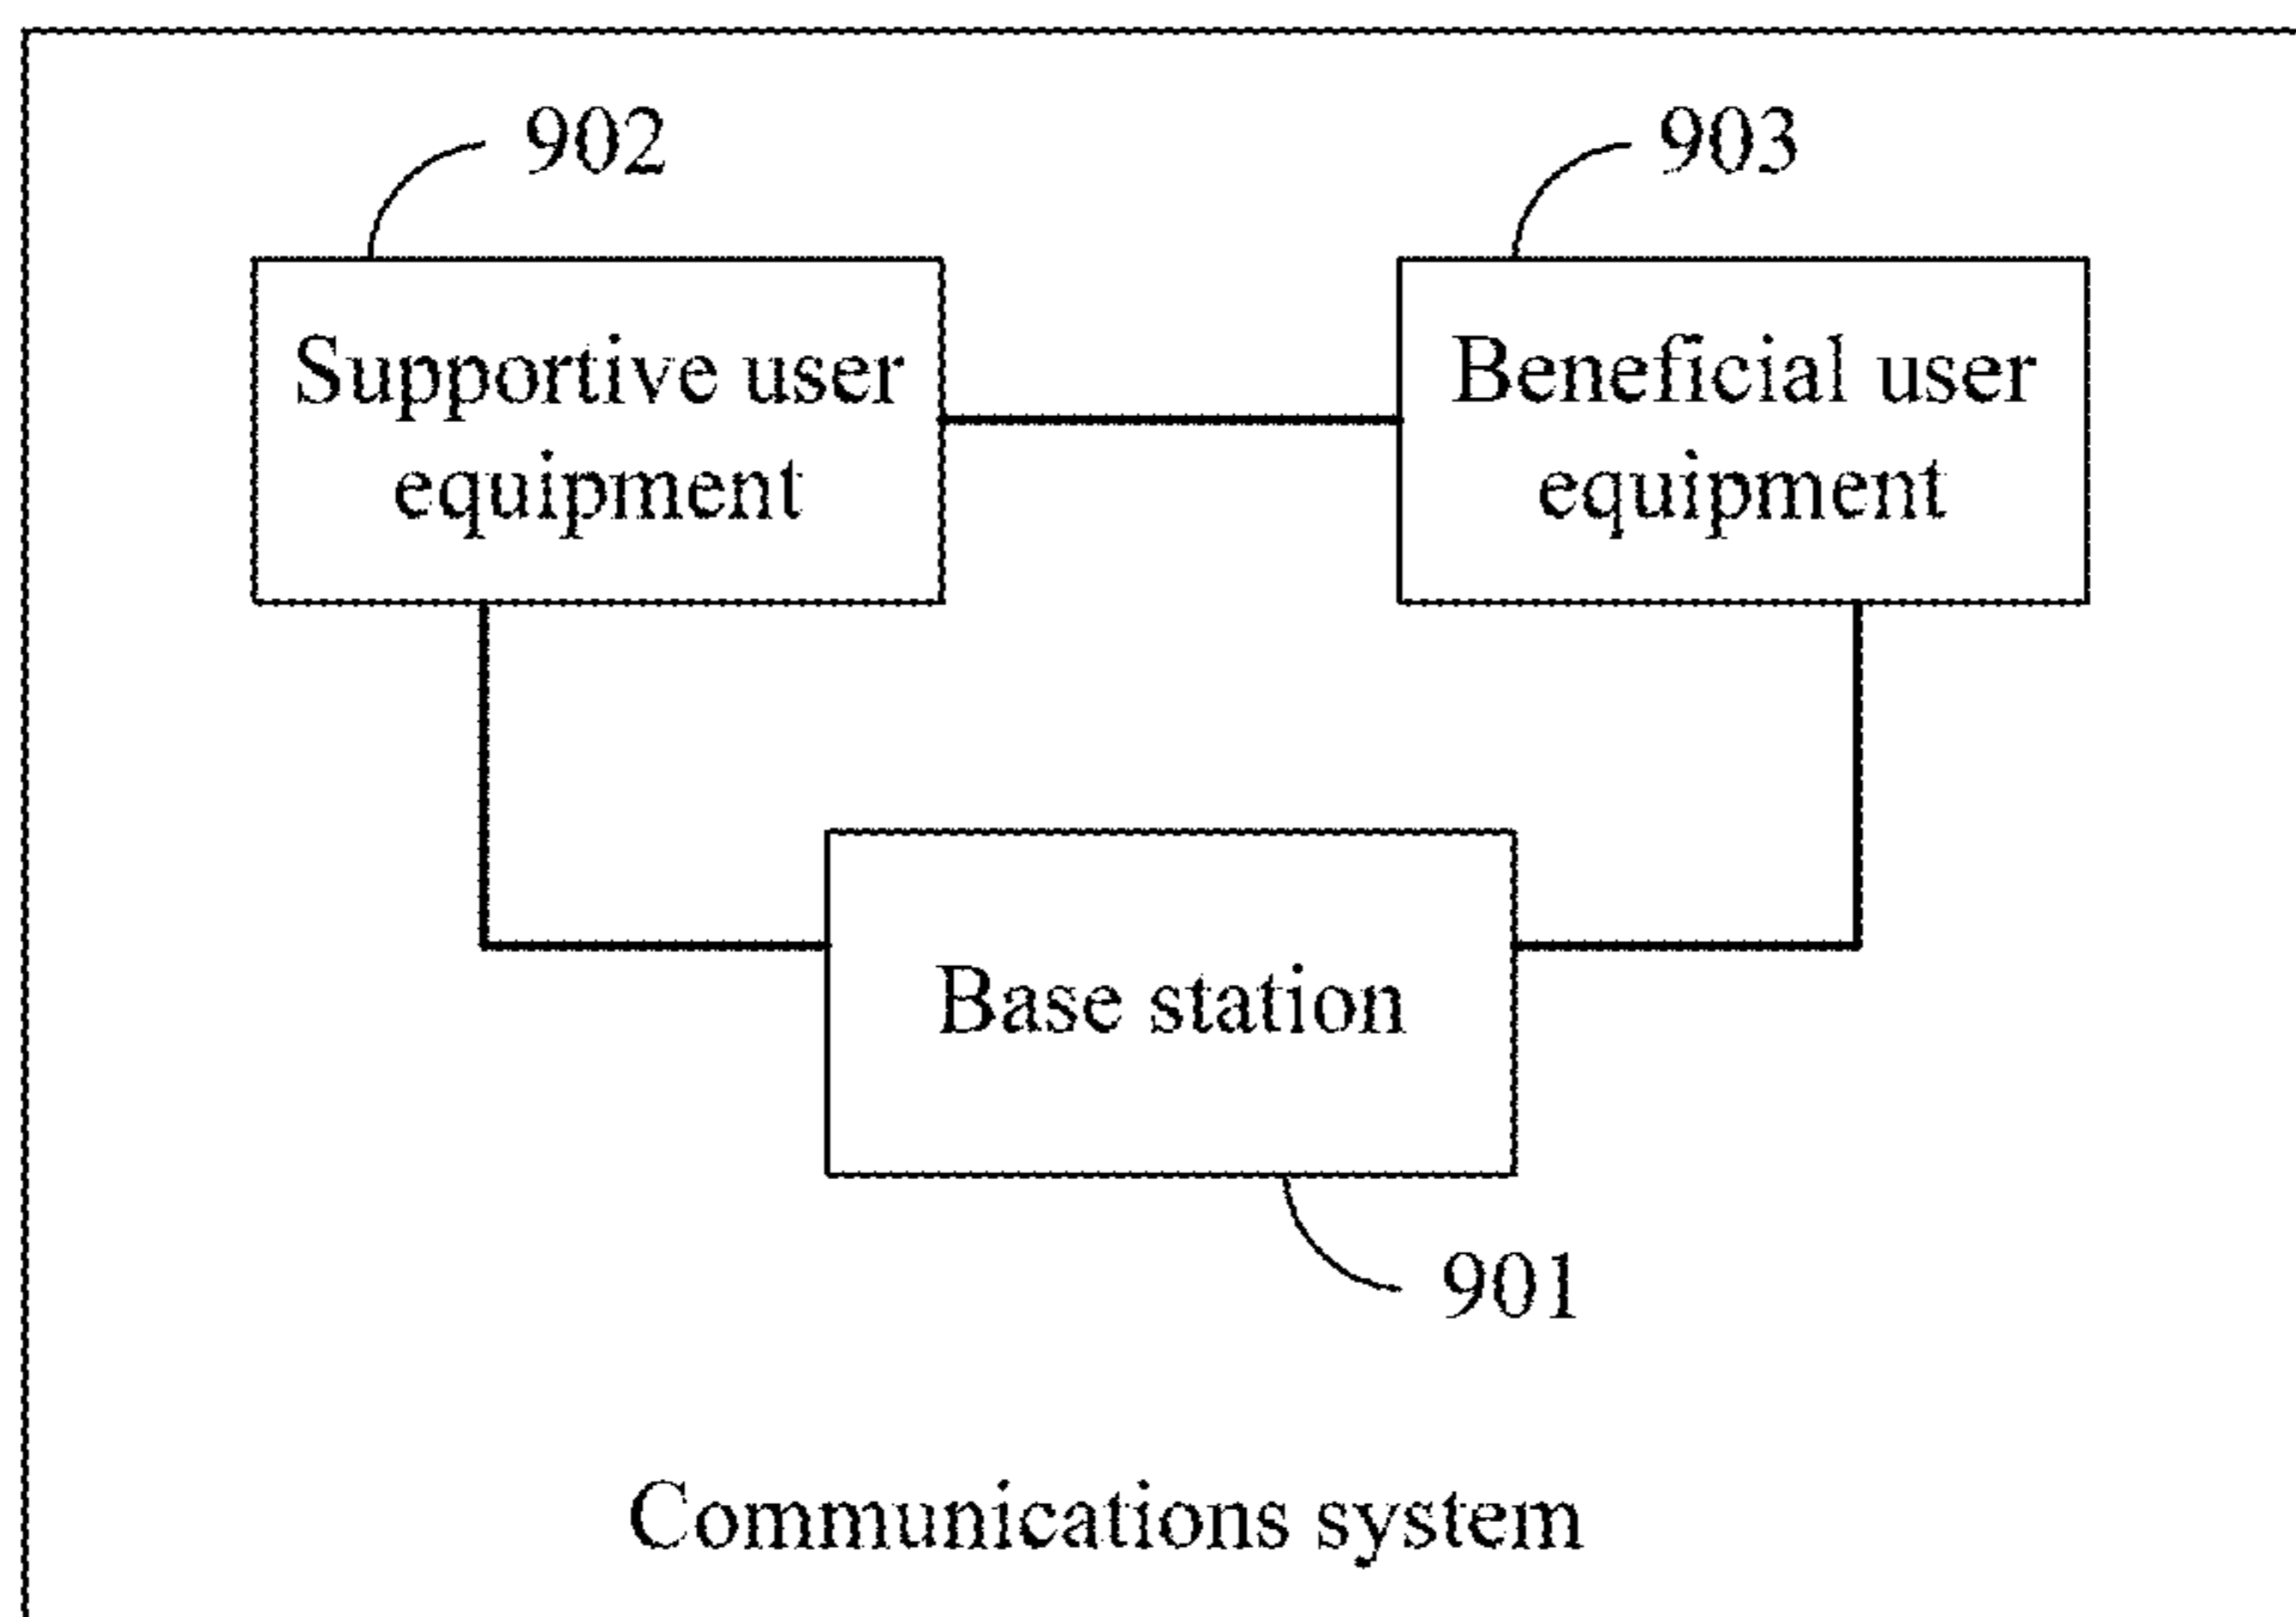 902
903
Supportive user
equipment
Beneficial user
equipment
Base station
901
Communications system